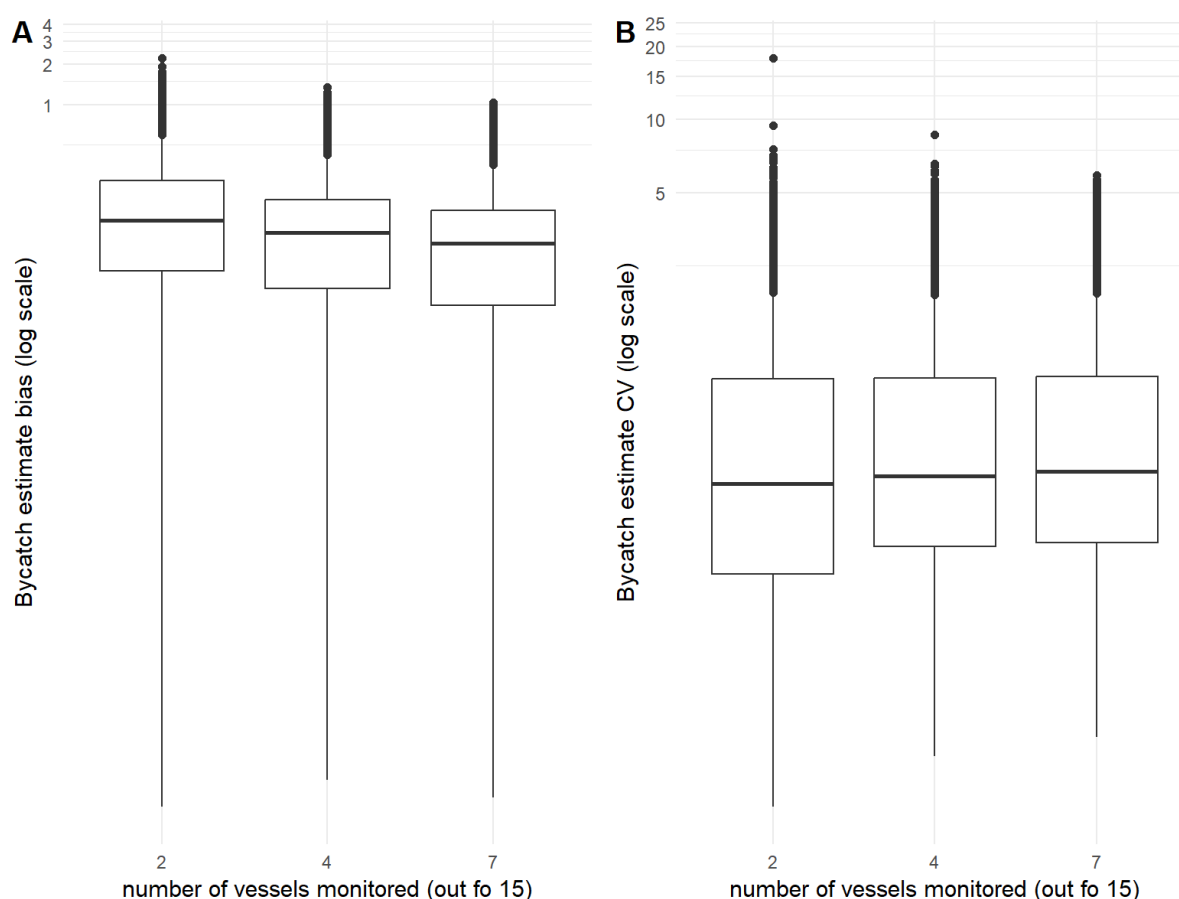 A
4
3
2
1
Bycatch estimate bias (log scale)
2
4
7
number of vessels monitored (out fo 15)
B
25
20
15
10
5
Bycatch estimate CV (log scale)
2
4
7
number of vessels monitored (out fo 15)